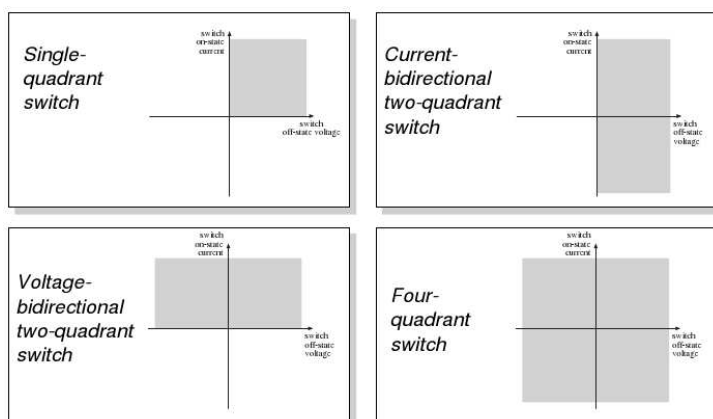 Single-
quadrant
switch
switch
on-state
current
switch
off-state voltage
Current-
bidirectional
two-quadrant
switch
switch
on-state
current
switch
off-state
voltage
Voltage-
bidirectional
two-quadrant
switch
switch
on-state
current
switch
off-state
voltage
Four-
quadrant
switch
switch
on-state
current
switch
off-state
voltage